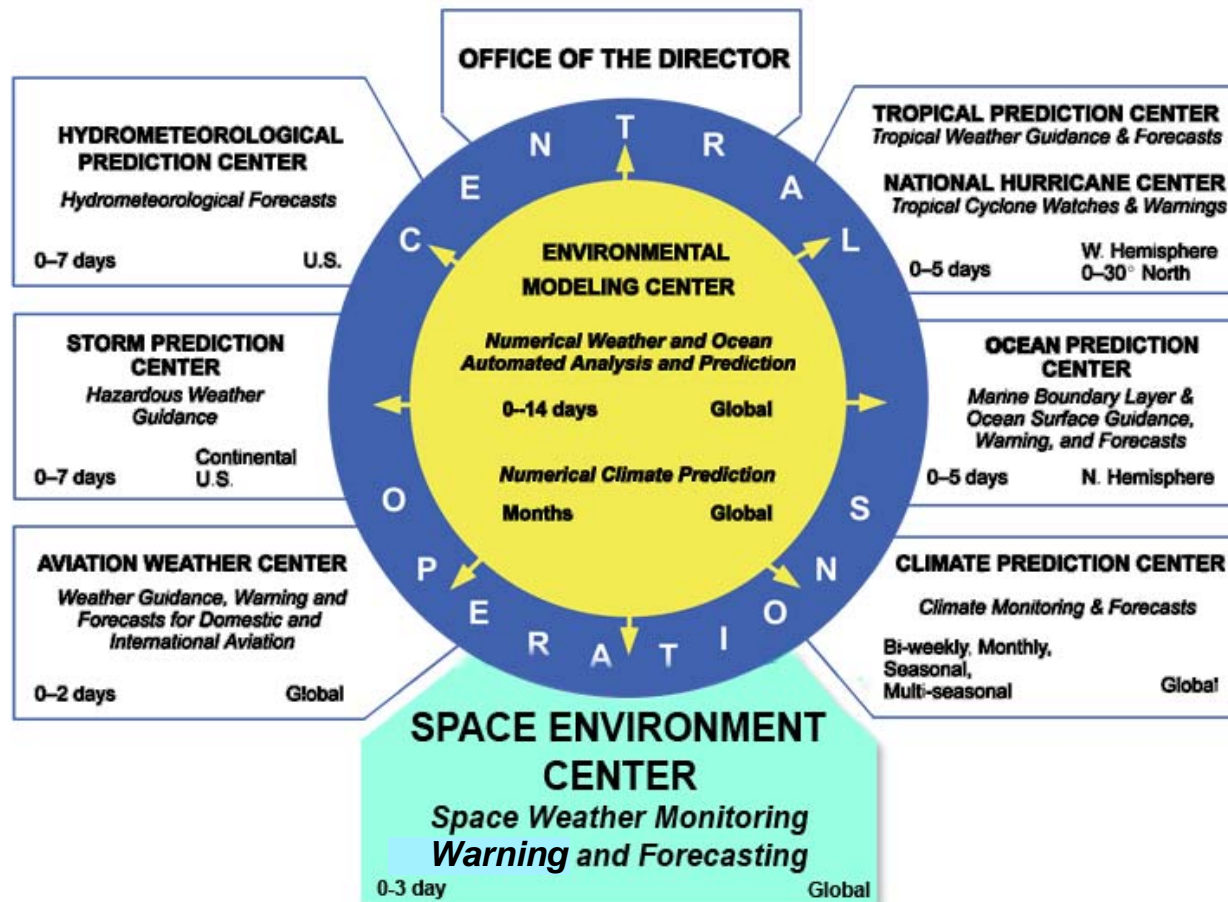 OFFICE OF THE DIRECTOR
HYDROMETEOROLOGICAL
PREDICTION CENTER
Hydrometeorological Forecasts
0–7 days U.S.
STORM PREDICTION
CENTER
Hazardous Weather
Guidance
0–7 days
Continental
U.S.
AVIATION WEATHER CENTER
Weather Guidance, Warning and
Forecasts for Domestic and
International Aviation
0–2 days Global
CENTRAL
OPERATIONS
ENVIRONMENTAL
MODELING CENTER
Numerical Weather and Ocean
Automated Analysis and Prediction
0--14 days Global
Numerical Climate Prediction
Months Global
TROPICAL PREDICTION CENTER
Tropical Weather Guidance & Forecasts
NATIONAL HURRICANE CENTER
Tropical Cyclone Watches & Warnings
0–5 days
W. Hemisphere
0–30° North
OCEAN PREDICTION
CENTER
Marine Boundary Layer &
Ocean Surface Guidance,
Warning, and Forecasts
0–5 days N. Hemisphere
CLIMATE PREDICTION CENTER
Climate Monitoring & Forecasts
Bi-weekly, Monthly,
Seasonal,
Multi-seasonal
Global
SPACE ENVIRONMENT
CENTER
Space Weather Monitoring
Warning and Forecasting
0-3 day Global